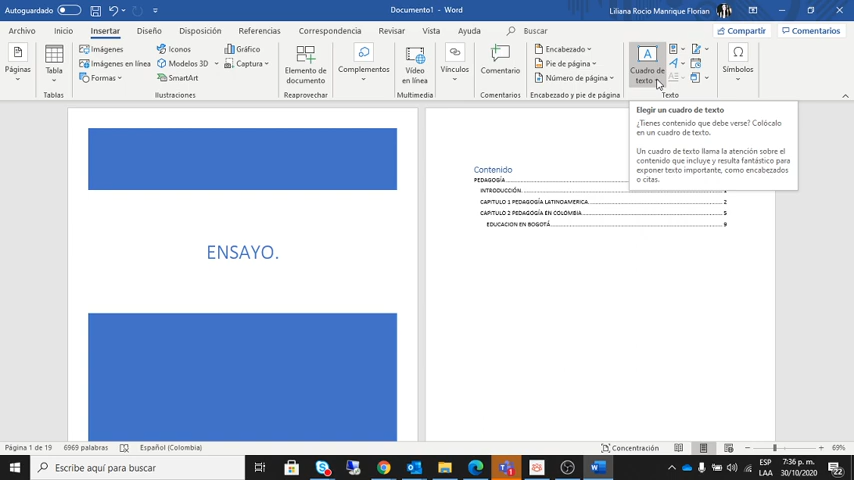 Autoguardado
Documento1 - Word
Liliana Rocio Manrique Florian
Archivo Inicio Insertar Diseño Disposición Referencias Correspondencia Revisar Vista Ayuda Buscar Compartir Comentarios
Páginas
Tabla
Tablas
Imágenes
Imágenes en línea
Formas
Iconos
Modelos 3D
SmartArt
Gráfico
Captura
Ilustraciones
Elemento de
documento
Reaprovechar
Complementos
Vídeo
en línea
Multimedia
Vínculos
Comentario
Comentarios
Encabezado
Pie de página
Número de página
Encabezado y pie de página
A
Cuadro de
texto
Texto
Símbolos
Elegir un cuadro de texto
¿Tienes contenido que debe verse? Colócalo
en un cuadro de texto.
Un cuadro de texto llama la atención sobre el
contenido que incluye y resulta fantástico para
exponer texto importante, como encabezados
o citas.
ENSAYO.
Contenido
PEDAGOGÍA
INTRODUCCIÓN
CAPITULO 1 PEDAGOGÍA LATINOAMERICA 2
CAPITULO 2 PEDAGOGÍA EN COLOMBIA 5
EDUCACION EN BOGOTÁ 9
Página 1 de 19 6969 palabras Español (Colombia) Concentración 69%
Escribe aquí para buscar
ESP
LAA
7:36 p. m.
30/10/2020
22